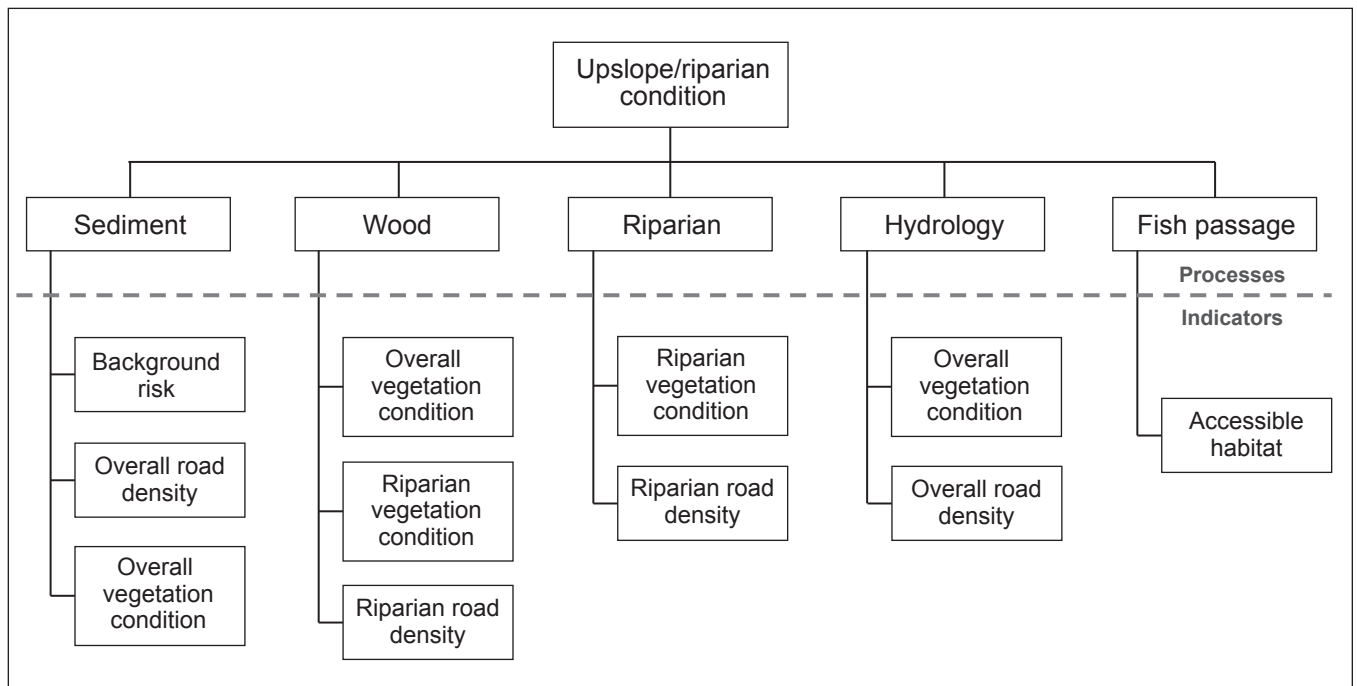 Upslope/riparian
condition
Sediment
Wood
Riparian
Hydrology
Fish passage
Processes
Indicators
Background
risk
Overall road
density
Overall
vegetation
condition
Overall
vegetation
condition
Riparian
vegetation
condition
Riparian road
density
Riparian
vegetation
condition
Riparian road
density
Overall
vegetation
condition
Overall road
density
Accessible
habitat